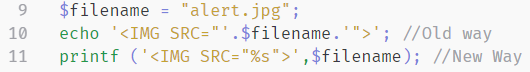 9 $filename = "alert.jpg";
10 echo '<IMG SRC="'.$filename.'">'; //Old way
11 printf ('<IMG SRC="%s">',$filename); //New Way